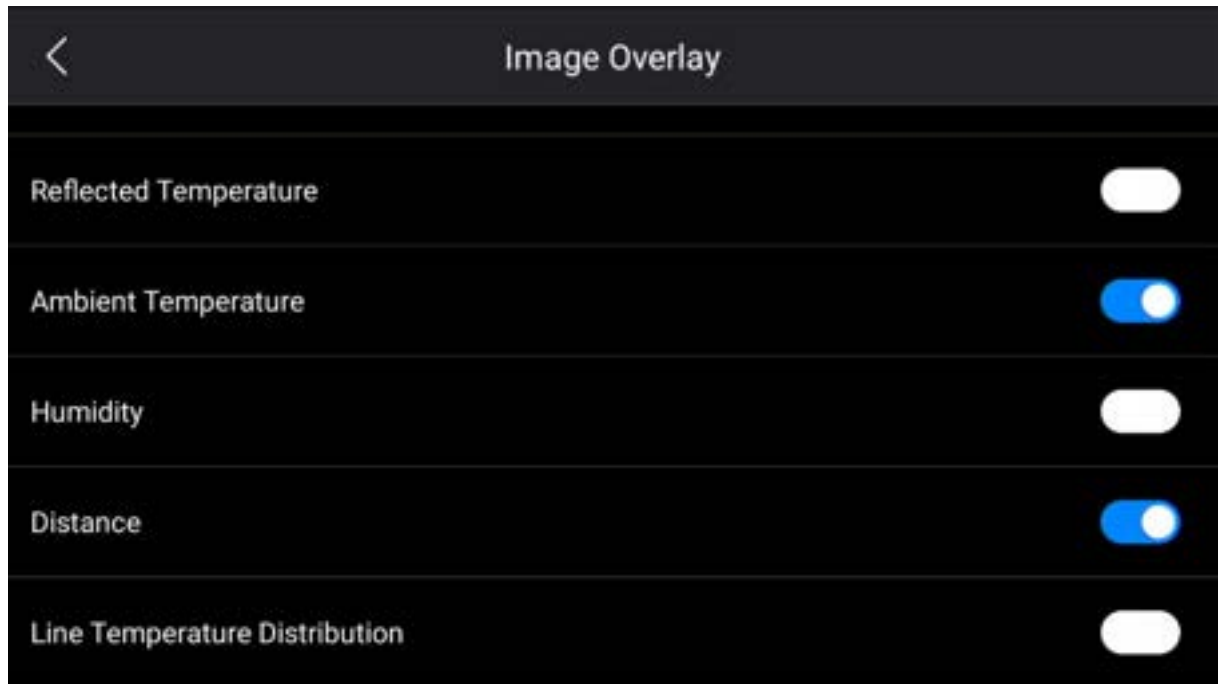 Image Overlay
Reflected Temperature
Ambient Temperature
Humidity
Distance
Line Temperature Distribution